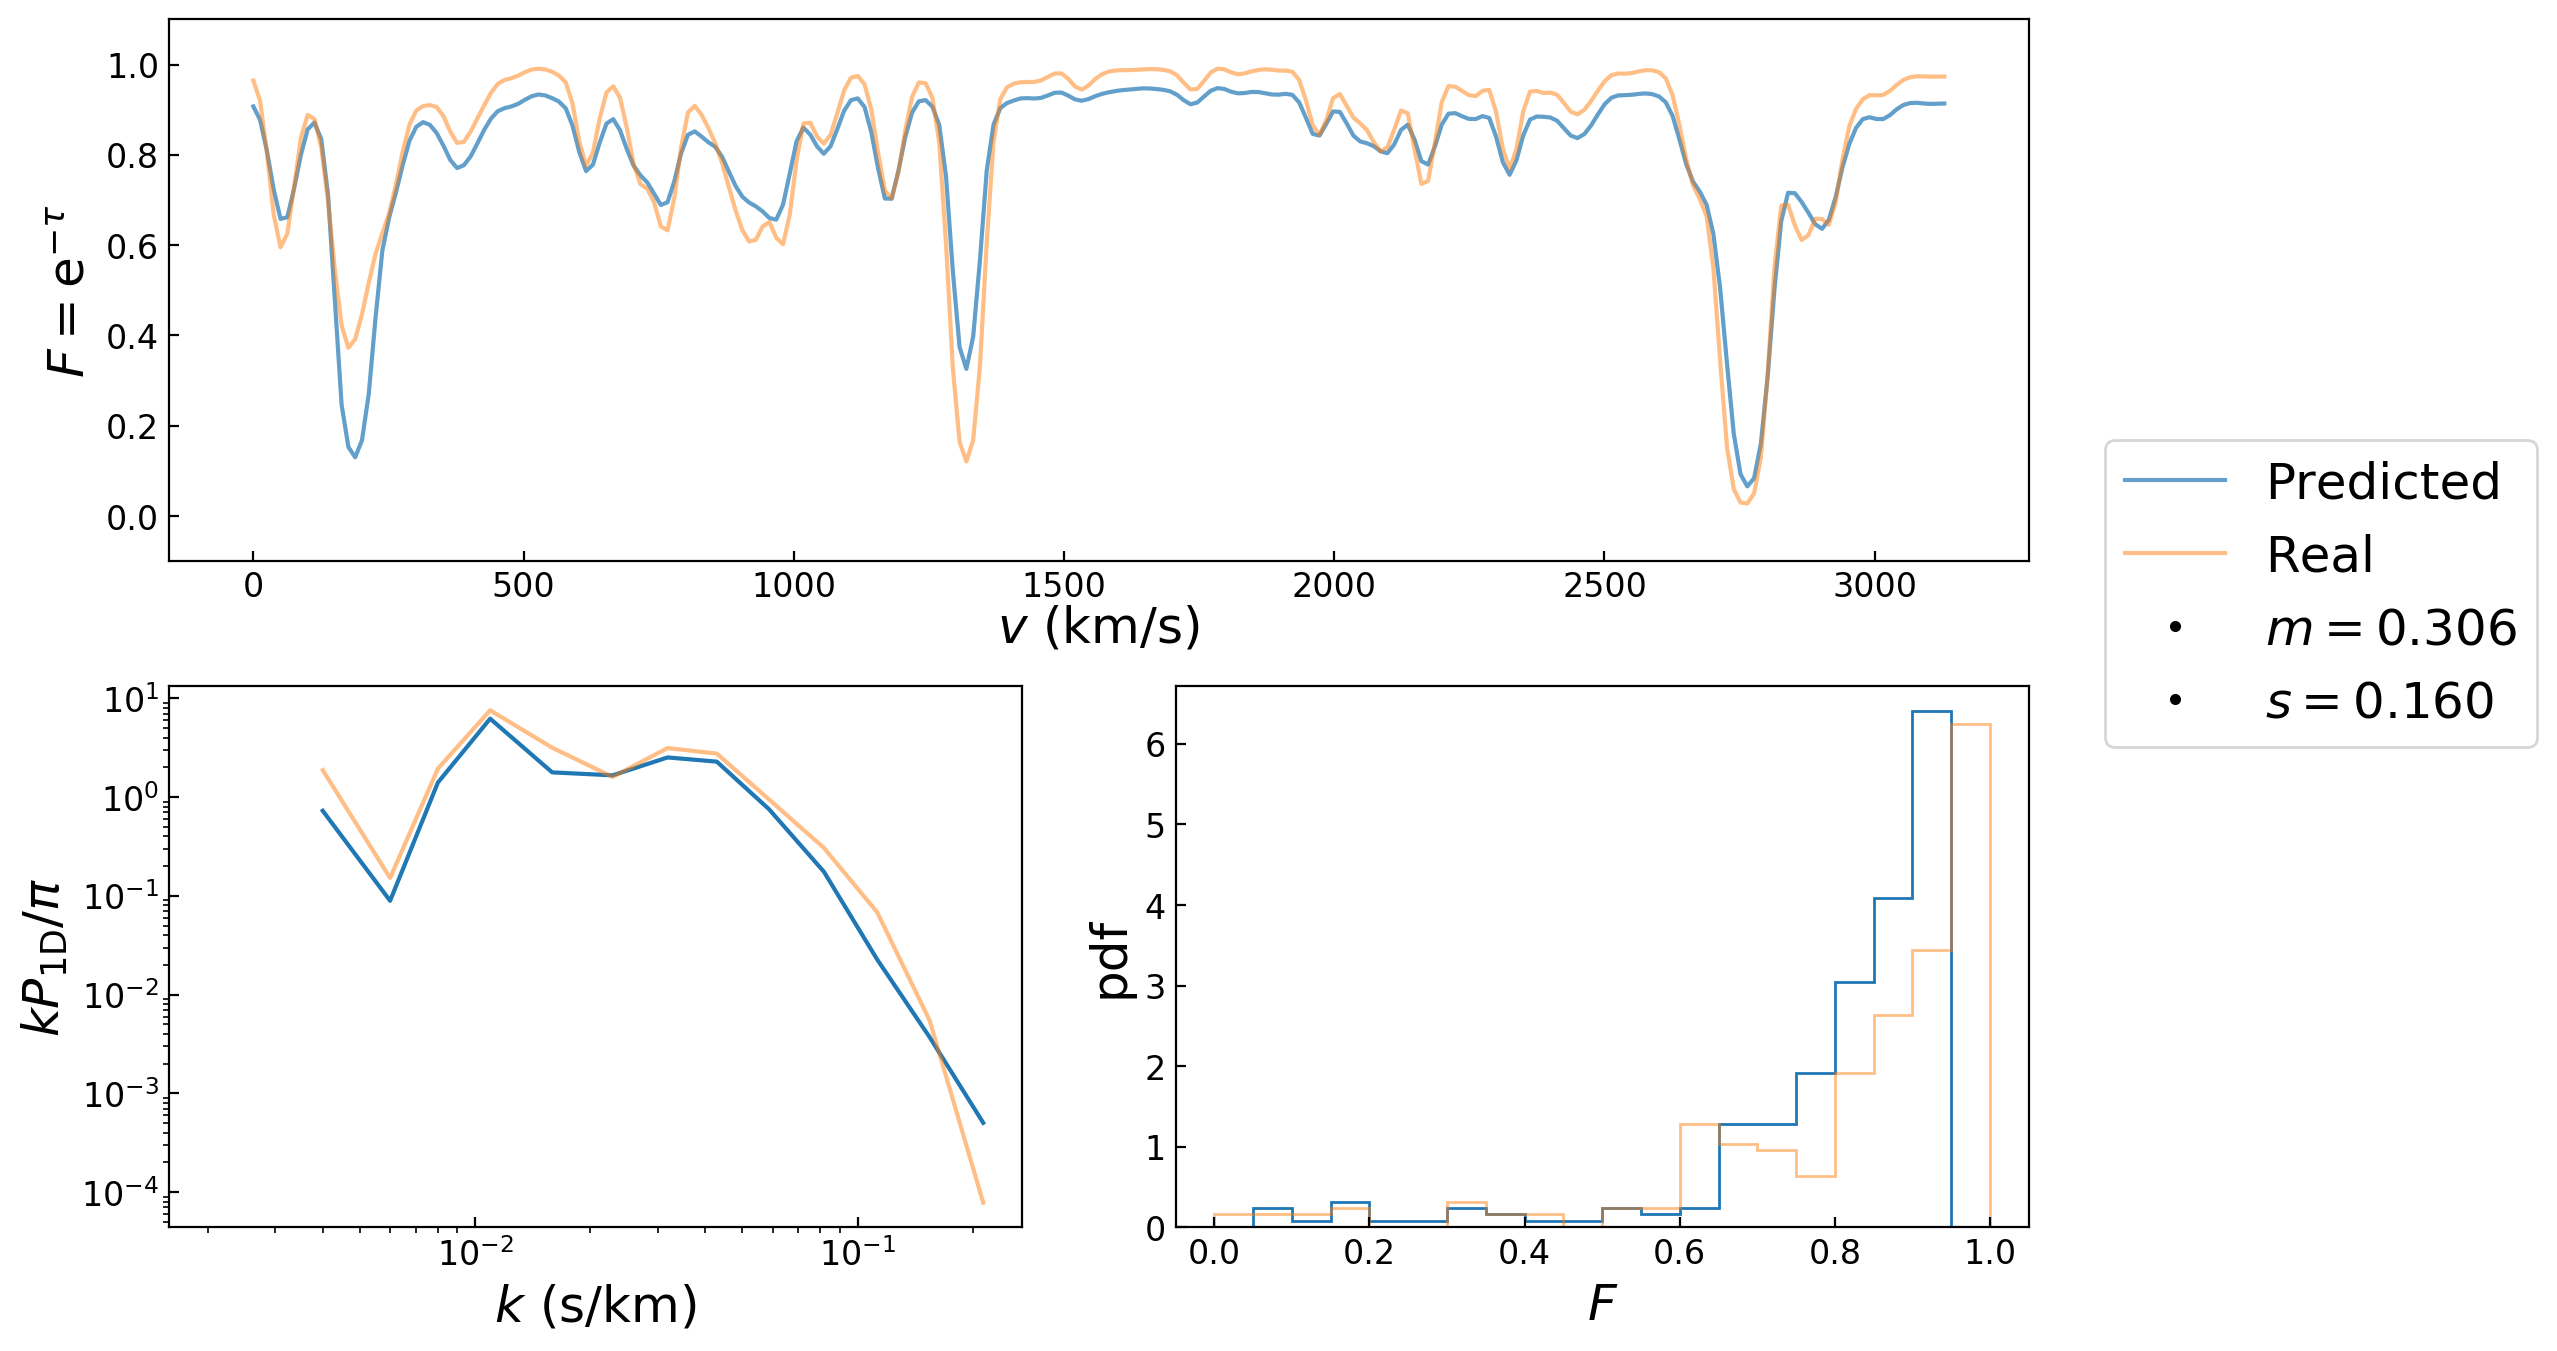 1.0
0.8
0.6
0.4
0.2
0.0
F = e^{-τ}
0 500 1000 1500 2000 2500 3000
v (km/s)
Predicted
Real
m = 0.306
s = 0.160
10^1
10^0
10^{-1}
10^{-2}
10^{-3}
10^{-4}
kP_{1D}/π
10^{-2} 10^{-1}
k (s/km)
6
5
4
3
2
1
0
pdf
0.0 0.2 0.4 0.6 0.8 1.0
F